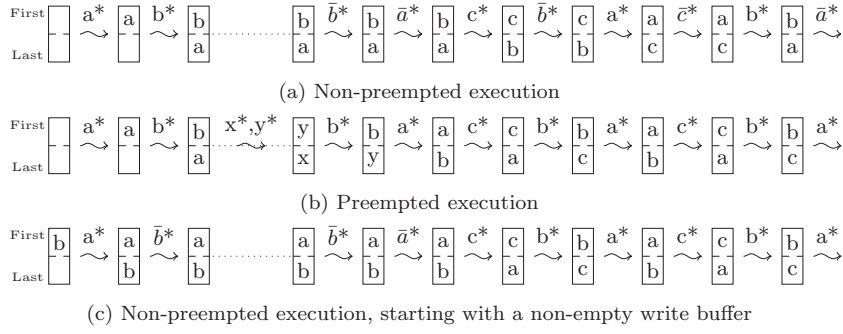 a* b* b̄* ā* c* b̄* a* c̄* b* ā*
First a b b b b c c a a b
Last a a a a b b c c a
(a) Non-preempted execution
a* b* x*,y* b* a* c* b* a* c* b* a*
First a b y b a c b a c b
Last a x y b a c b a c
(b) Preempted execution
a* b̄* b̄* ā* c* b* a* c* b* a*
First b a a a a a c b a c b
Last b b b b b a c b a c
(c) Non-preempted execution, starting with a non-empty write buffer